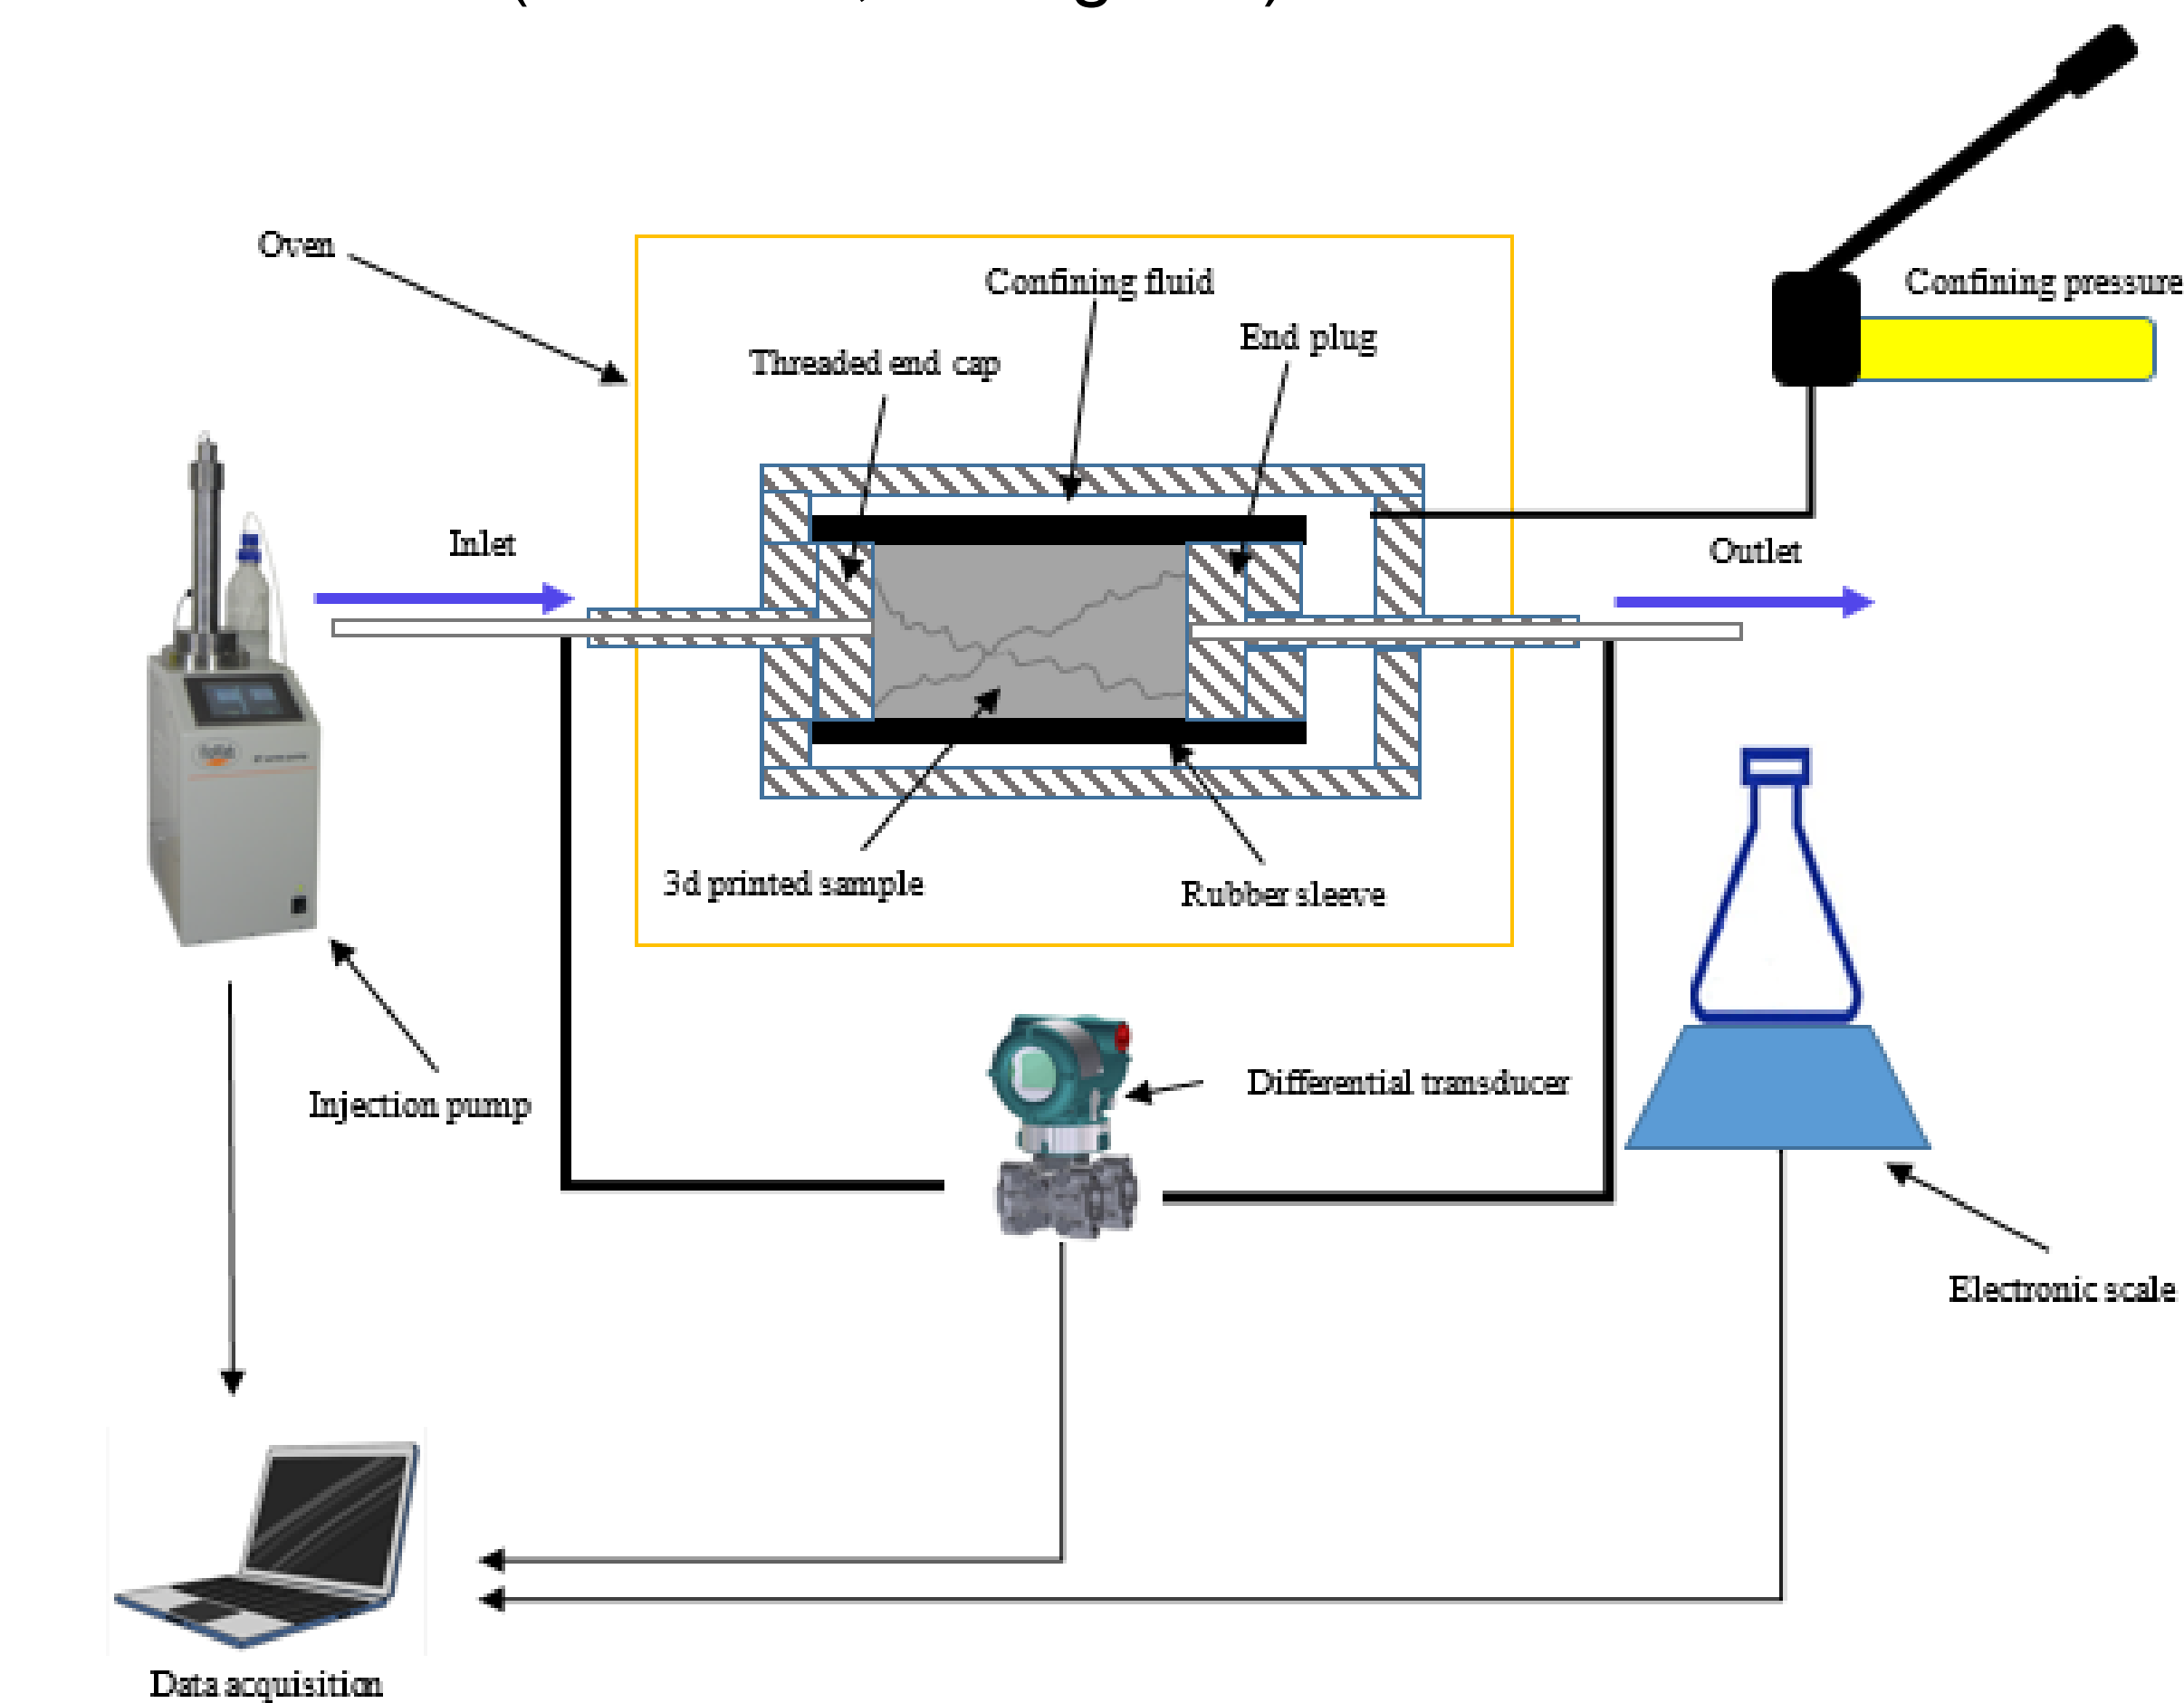 Oven
Confining fluid
Confining pressure
End plug
Threaded end cap
Inlet
Outlet
3d printed sample
Rubber sleeve
Differential transducer
Injection pump
Electronic scale
Data acquisition